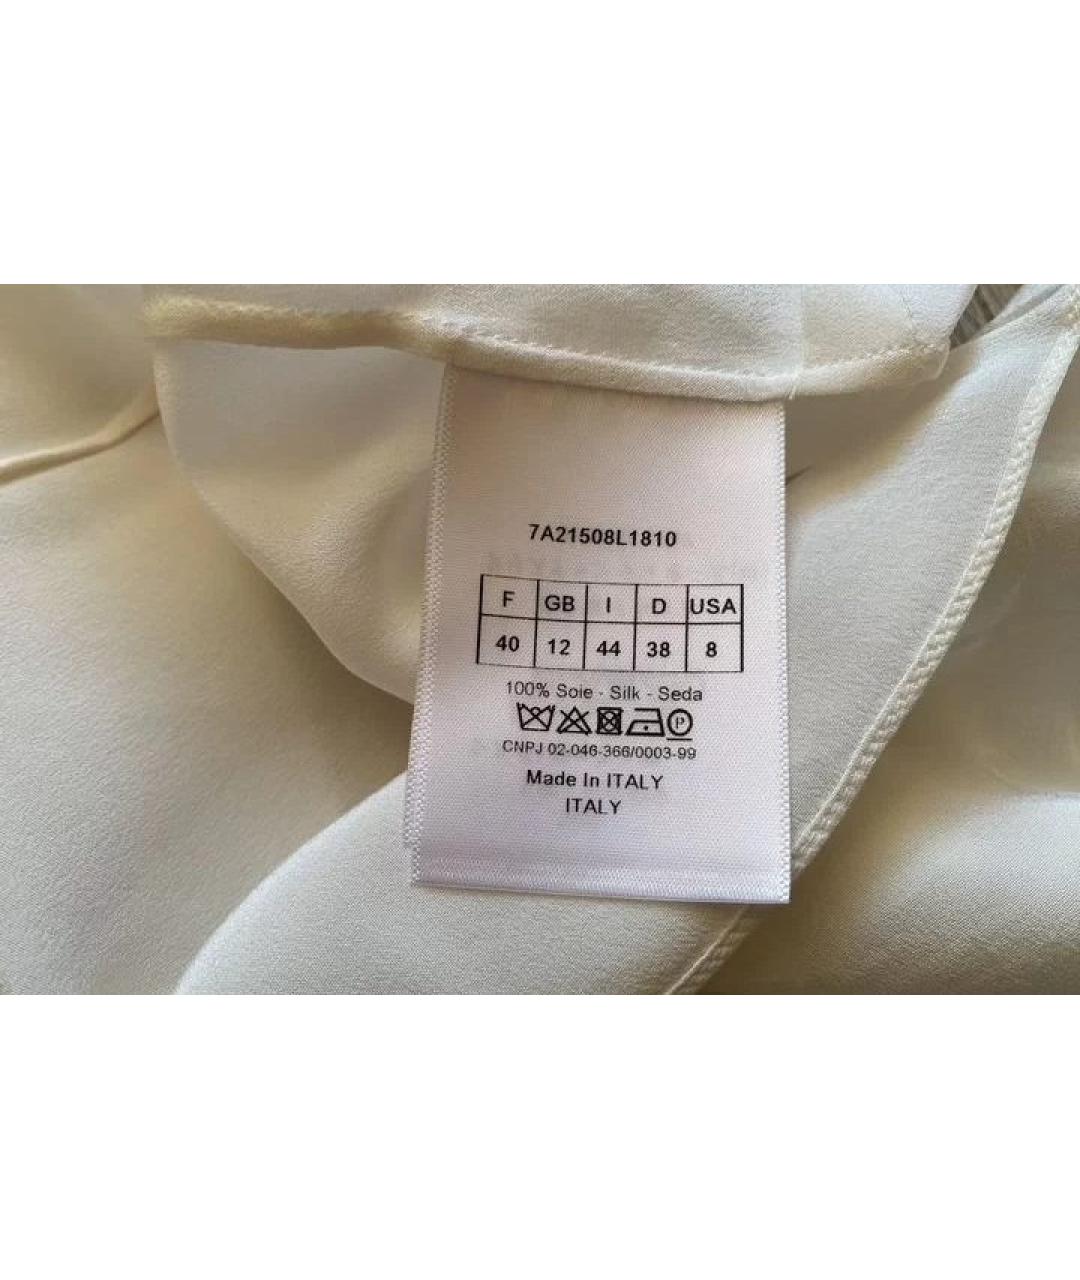 7A21508L1810
F GB I D USA
40 12 44 38 8
100% Soie - Silk - Seda
P
CNPJ 02-046-366/0003-99
Made In ITALY
ITALY